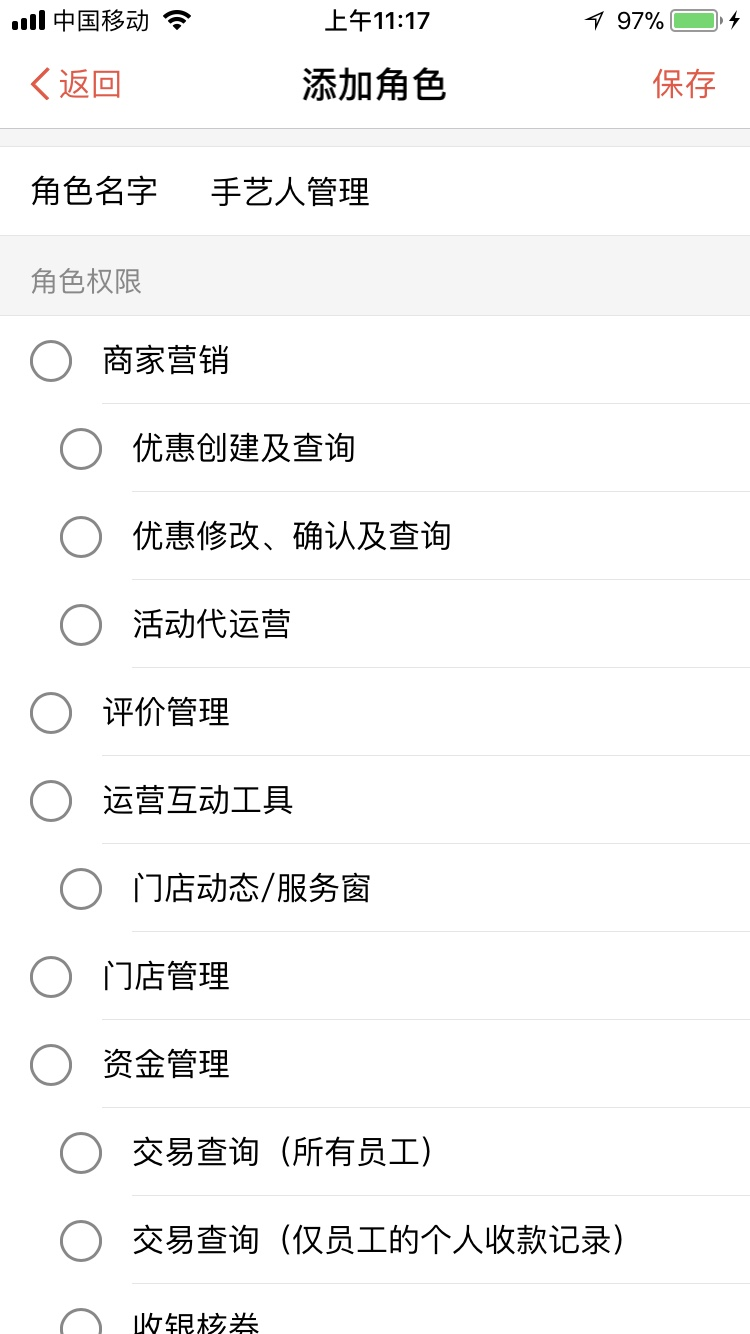 中国移动 上午11:17 97%
返回 添加角色 保存
角色名字 手艺人管理
角色权限
商家营销
优惠创建及查询
优惠修改、确认及查询
活动代运营
评价管理
运营互动工具
门店动态/服务窗
门店管理
资金管理
交易查询（所有员工）
交易查询（仅员工的个人收款记录）
收银核券